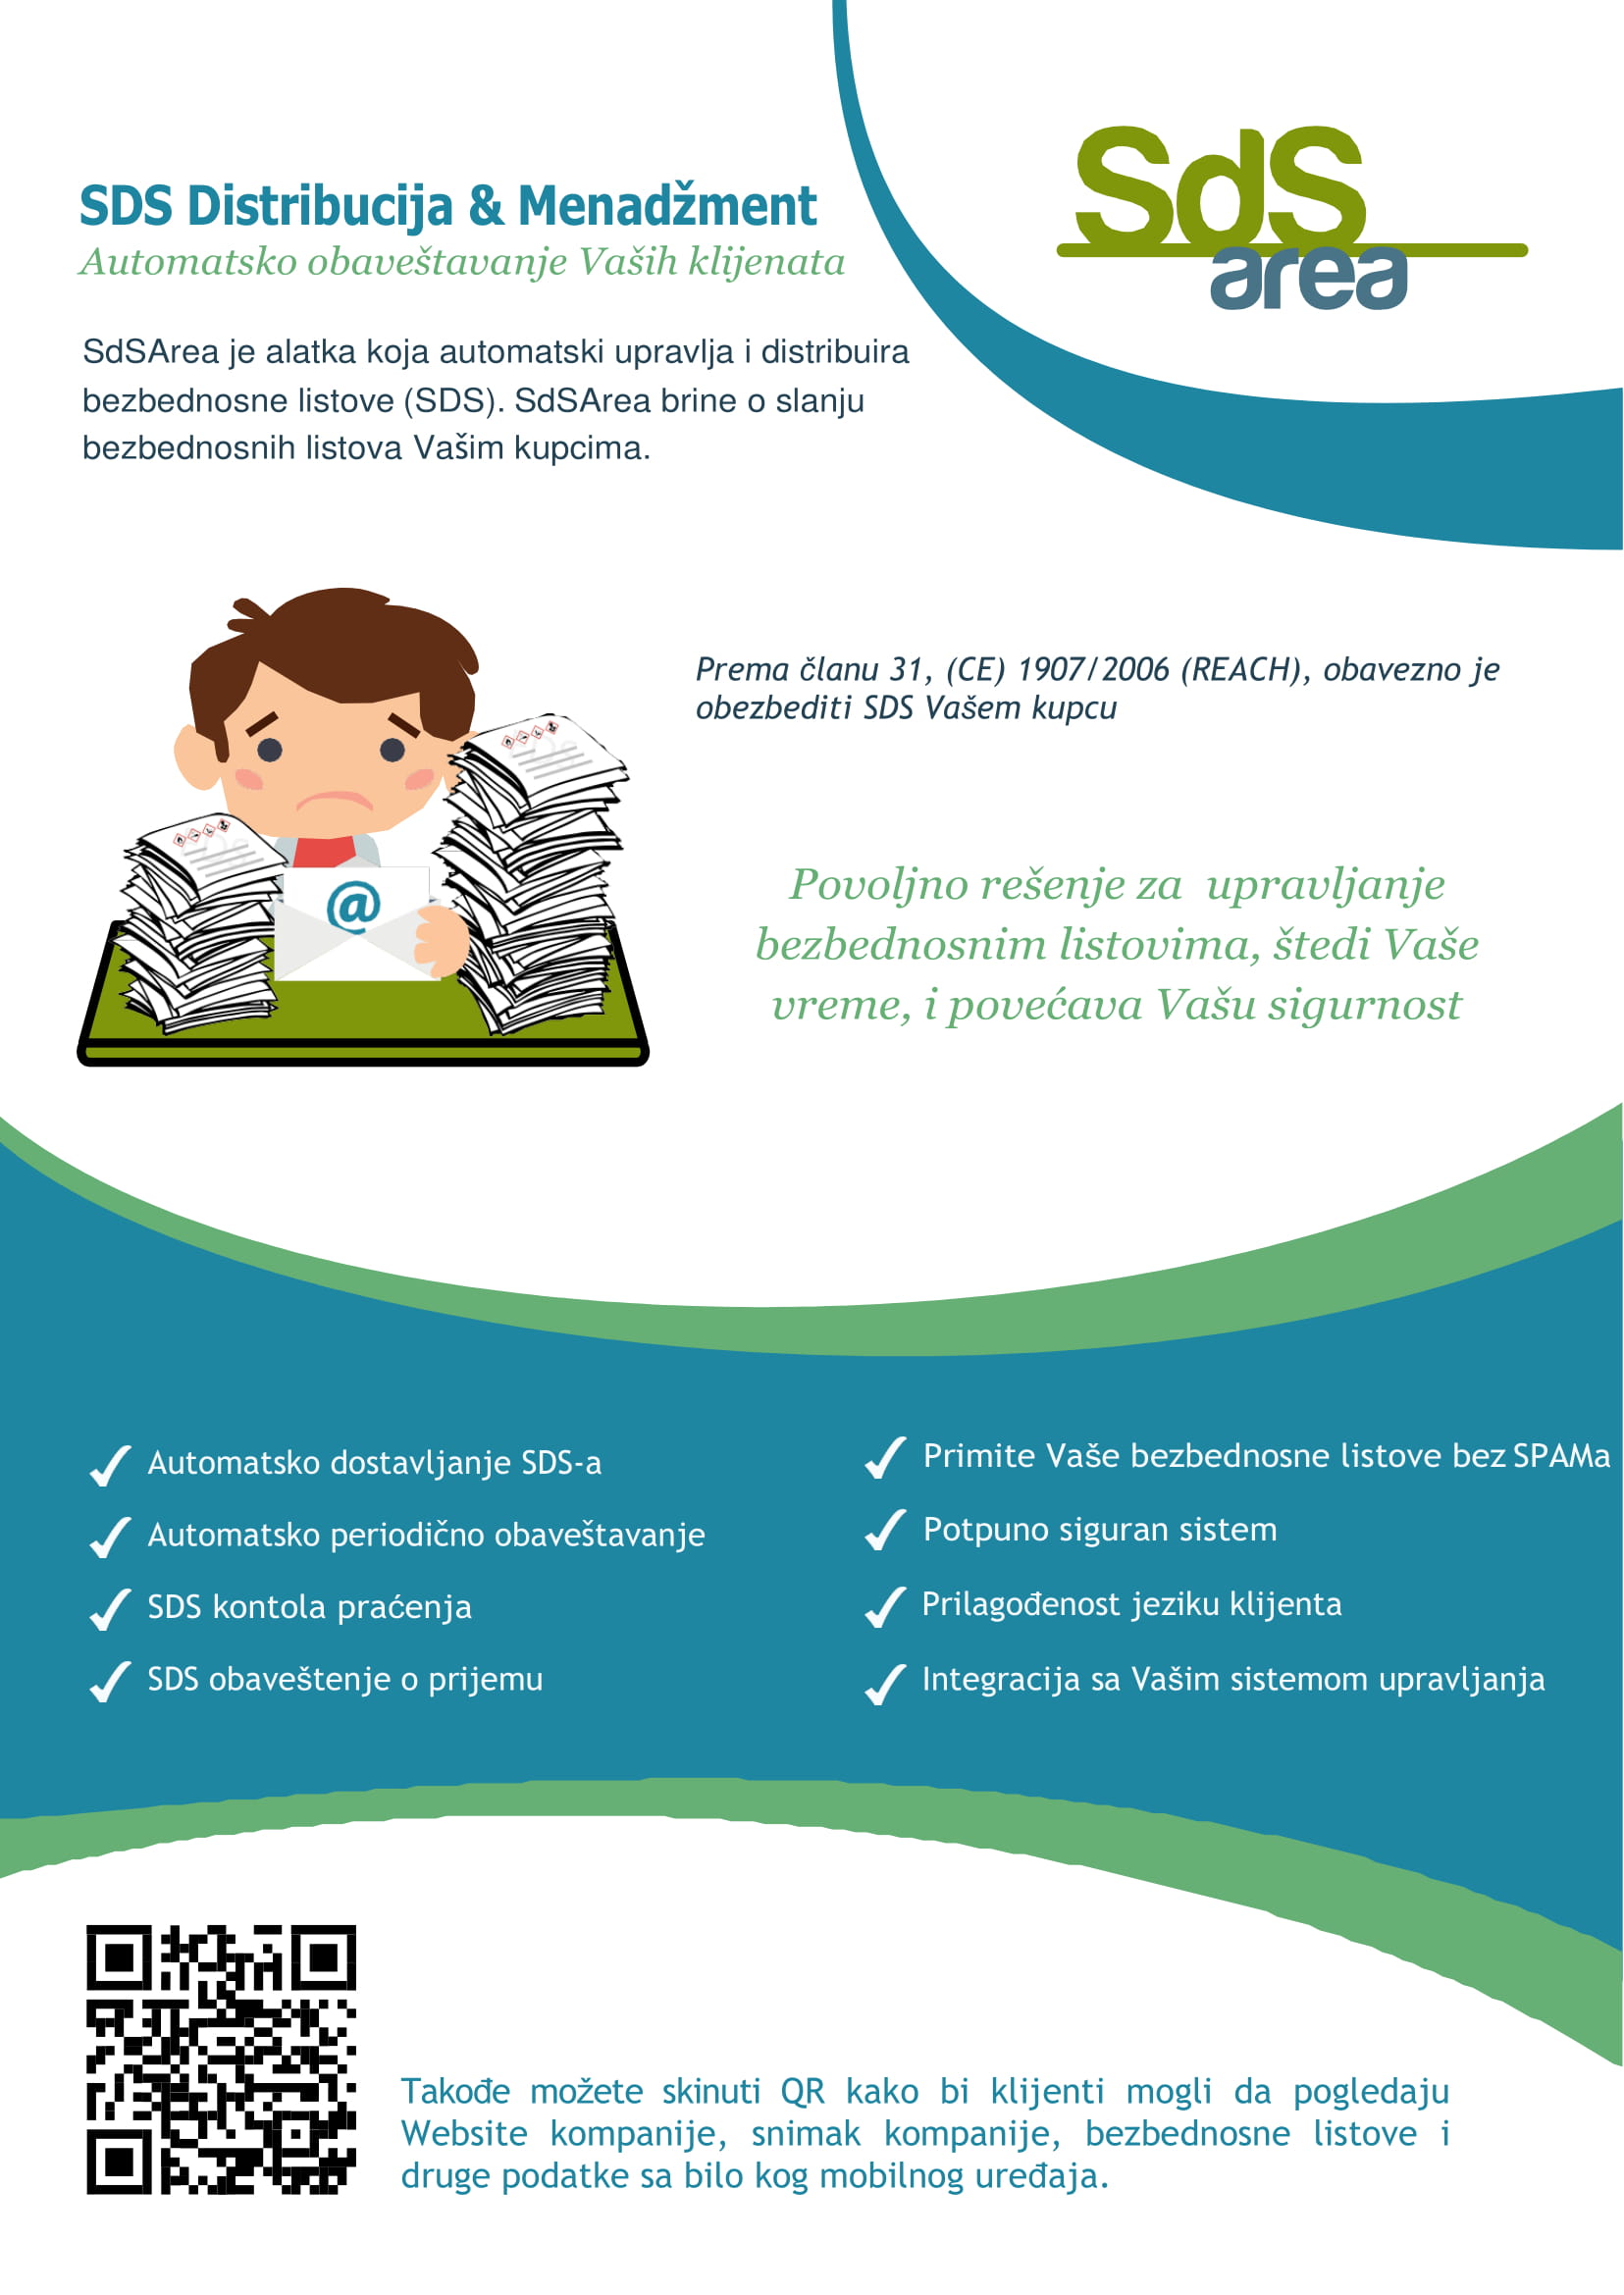 SdS
area
SDS Distribucija & Menadžment
Automatsko obaveštavanje Vaših klijenata
SdSArea je alatka koja automatski upravlja i distribuira
bezbednosne listove (SDS). SdSArea brine o slanju
bezbednosnih listova Vašim kupcima.
Prema članu 31, (CE) 1907/2006 (REACH), obavezno je
obezbediti SDS Vašem kupcu
@
Povoljno rešenje za  upravljanje
bezbednosnim listovima, štedi Vaše
vreme, i povećava Vašu sigurnost
Automatsko dostavljanje SDS-a
Automatsko periodično obaveštavanje
SDS kontola praćenja
SDS obaveštenje o prijemu
Primite Vaše bezbednosne listove bez SPAMa
Potpuno siguran sistem
Prilagođenost jeziku klijenta
Integracija sa Vašim sistemom upravljanja
Takođe možete skinuti QR kako bi klijenti mogli da pogledaju
Website kompanije, snimak kompanije, bezbednosne listove i
druge podatke sa bilo kog mobilnog uređaja.